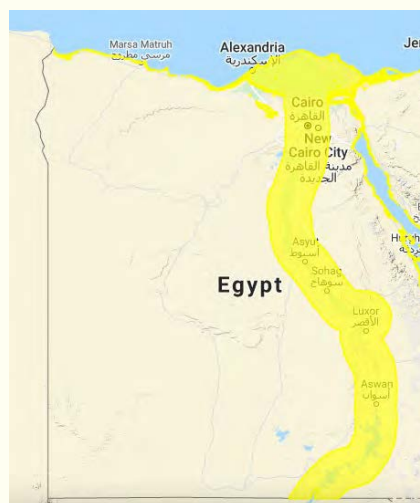 Marsa Matruh
مرسى مطروح
Alexandria
الإسكندرية
Cairo
القاهرة
New
Cairo City
مدينة القاهرة
الجديدة
Asyut
أسيوط
Sohag
سوهاج
Egypt
Luxor
الأقصر
Aswan
أسوان